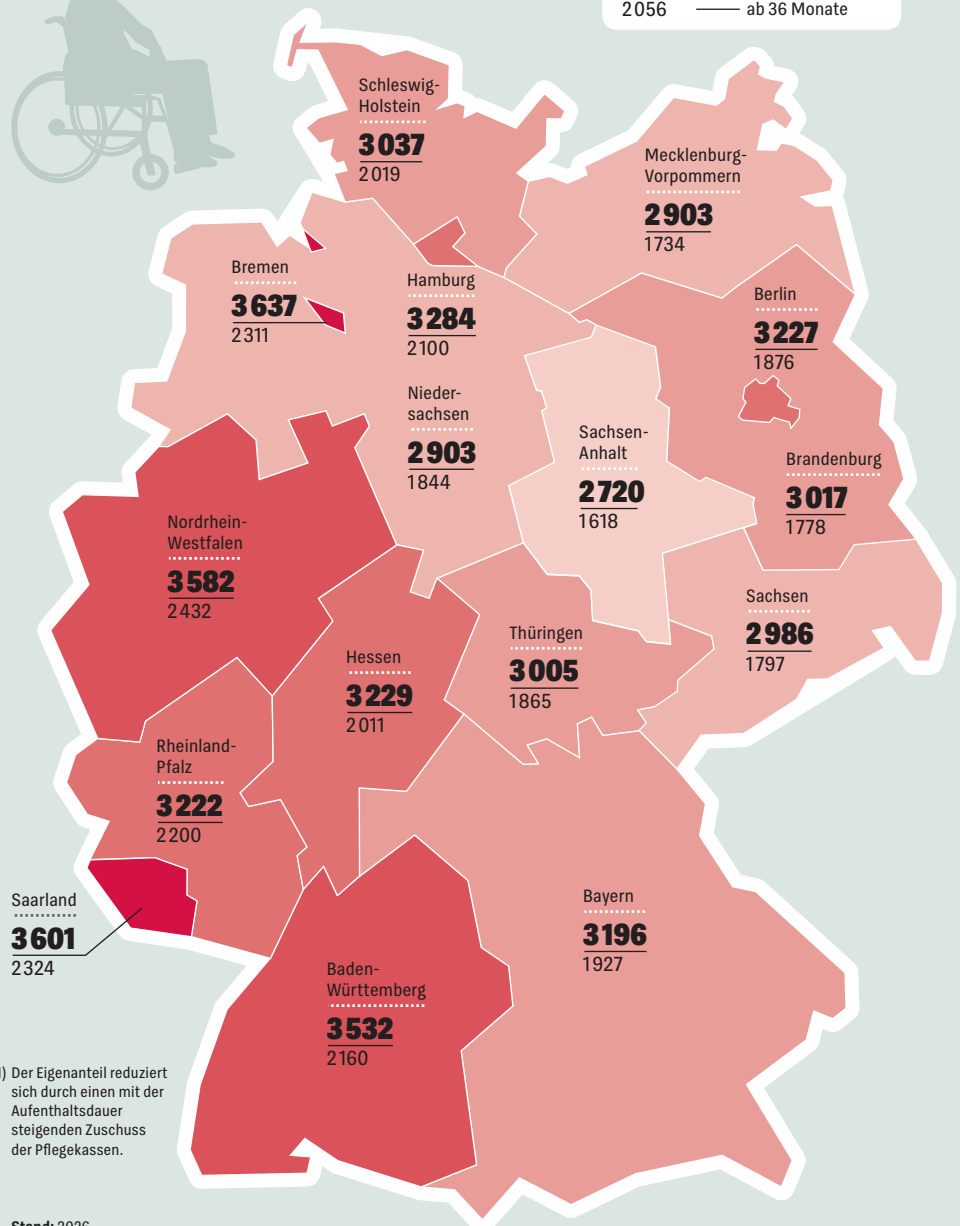 2056 ab 36 Monate
Schleswig-
Holstein
3037
2019
Mecklenburg-
Vorpommern
2903
1734
Bremen
3637
2311
Hamburg
3284
2100
Berlin
3227
1876
Nieder-
sachsen
2903
1844
Sachsen-
Anhalt
2720
1618
Brandenburg
3017
1778
Nordrhein-
Westfalen
3582
2432
Sachsen
2986
1797
Thüringen
3005
1865
Hessen
3229
2011
Rheinland-
Pfalz
3222
2200
Saarland
3601
2324
Bayern
3196
1927
Baden-
Württemberg
3532
2160
1) Der Eigenanteil reduziert
sich durch einen mit der
Aufenthaltsdauer
steigenden Zuschuss
der Pflegekassen.
Stand: 2026